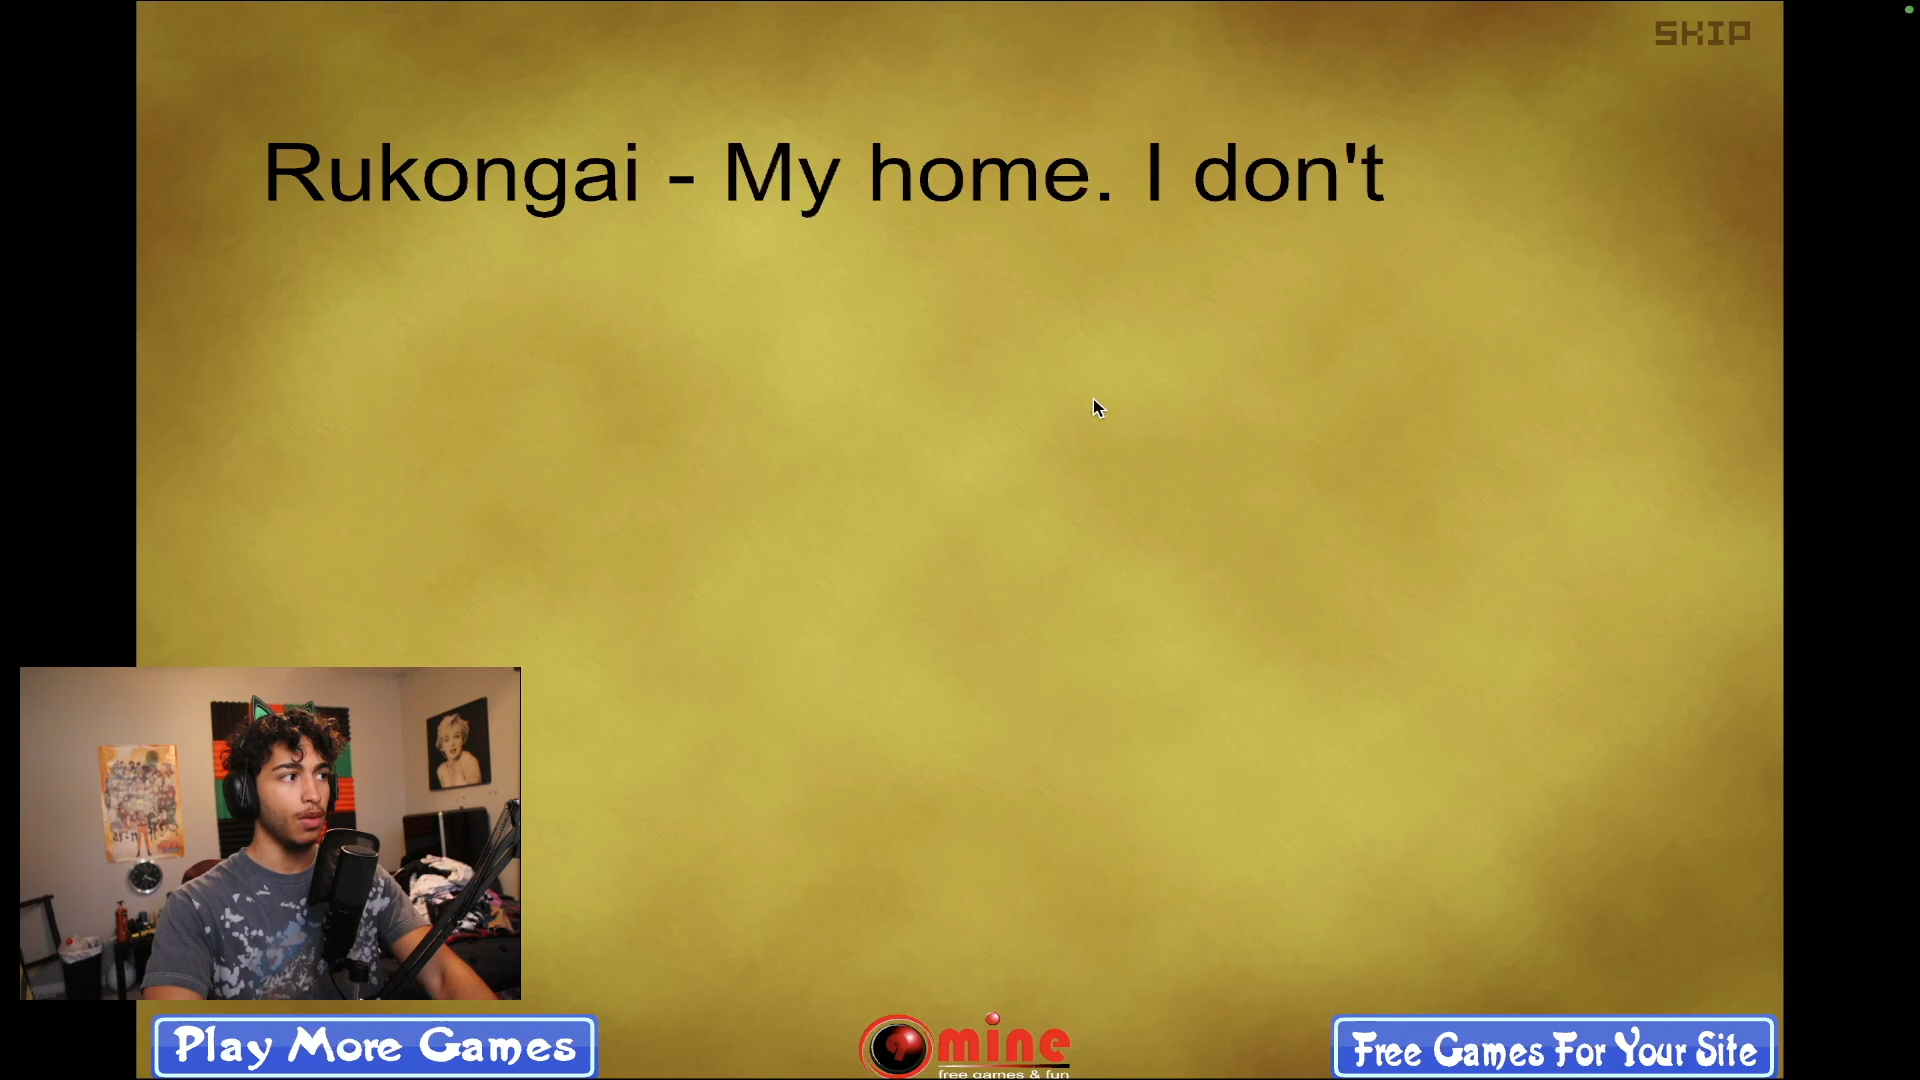 SKIP
Rukongai - My home. I don't
Play More Games
mine
free games & fun
Free Games For Your Site